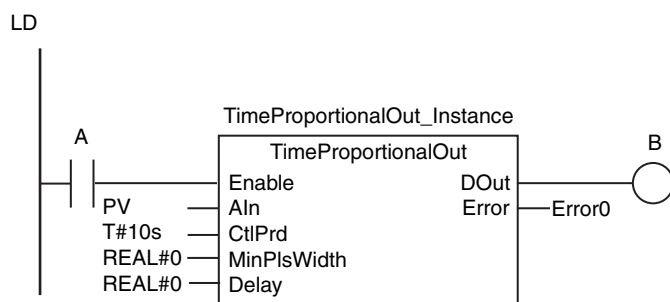 LD
TimeProportionalOut_Instance
A
TimeProportionalOut
B
Enable
DOut
PV
AIn
Error
Error0
T#10s
CtlPrd
REAL#0
MinPlsWidth
REAL#0
Delay